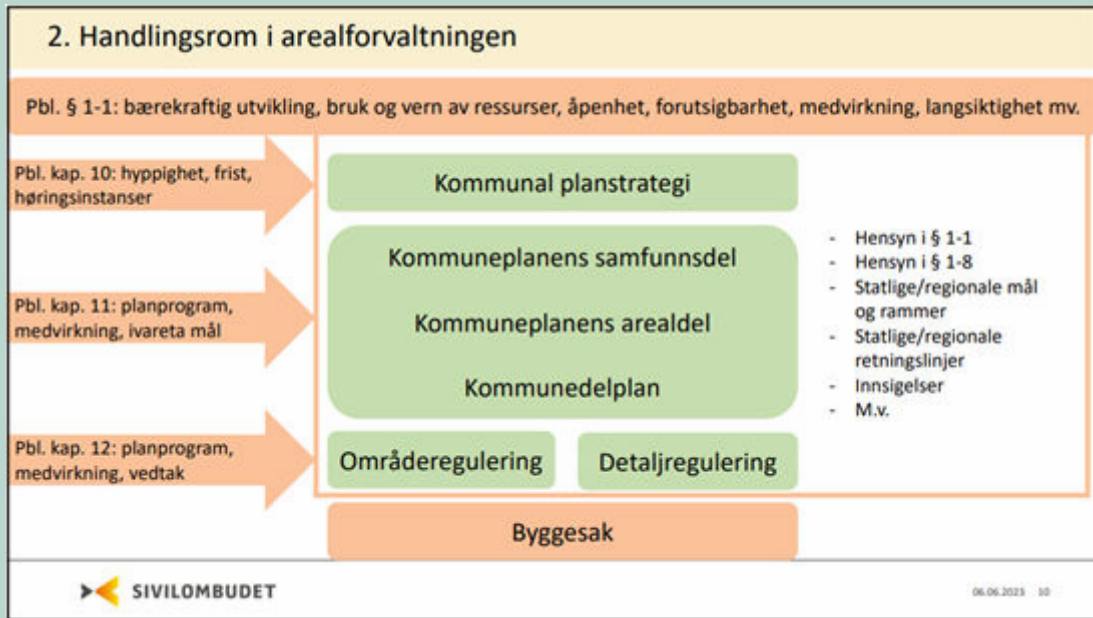 2. Handlingsrom i arealforvaltningen
Pbl. § 1-1: bærekraftig utvikling, bruk og vern av ressurser, åpenhet, forutsigbarhet, medvirkning, langsiktighet mv.
Pbl. kap. 10: hyppighet, frist,
høringsinstanser
Kommunal planstrategi
Pbl. kap. 11: planprogram,
medvirkning, ivareta mål
Kommuneplanens samfunnsdel
Kommuneplanens arealdel
Kommunedelplan
- Hensyn i § 1-1
- Hensyn i § 1-8
- Statlige/regionale mål
og rammer
- Statlige/regionale
retningslinjer
- Innsigelser
- M.v.
Pbl. kap. 12: planprogram,
medvirkning, vedtak
Områderegulering
Detaljregulering
Byggesak
SIVILOMBUDET
06.06.2023 10